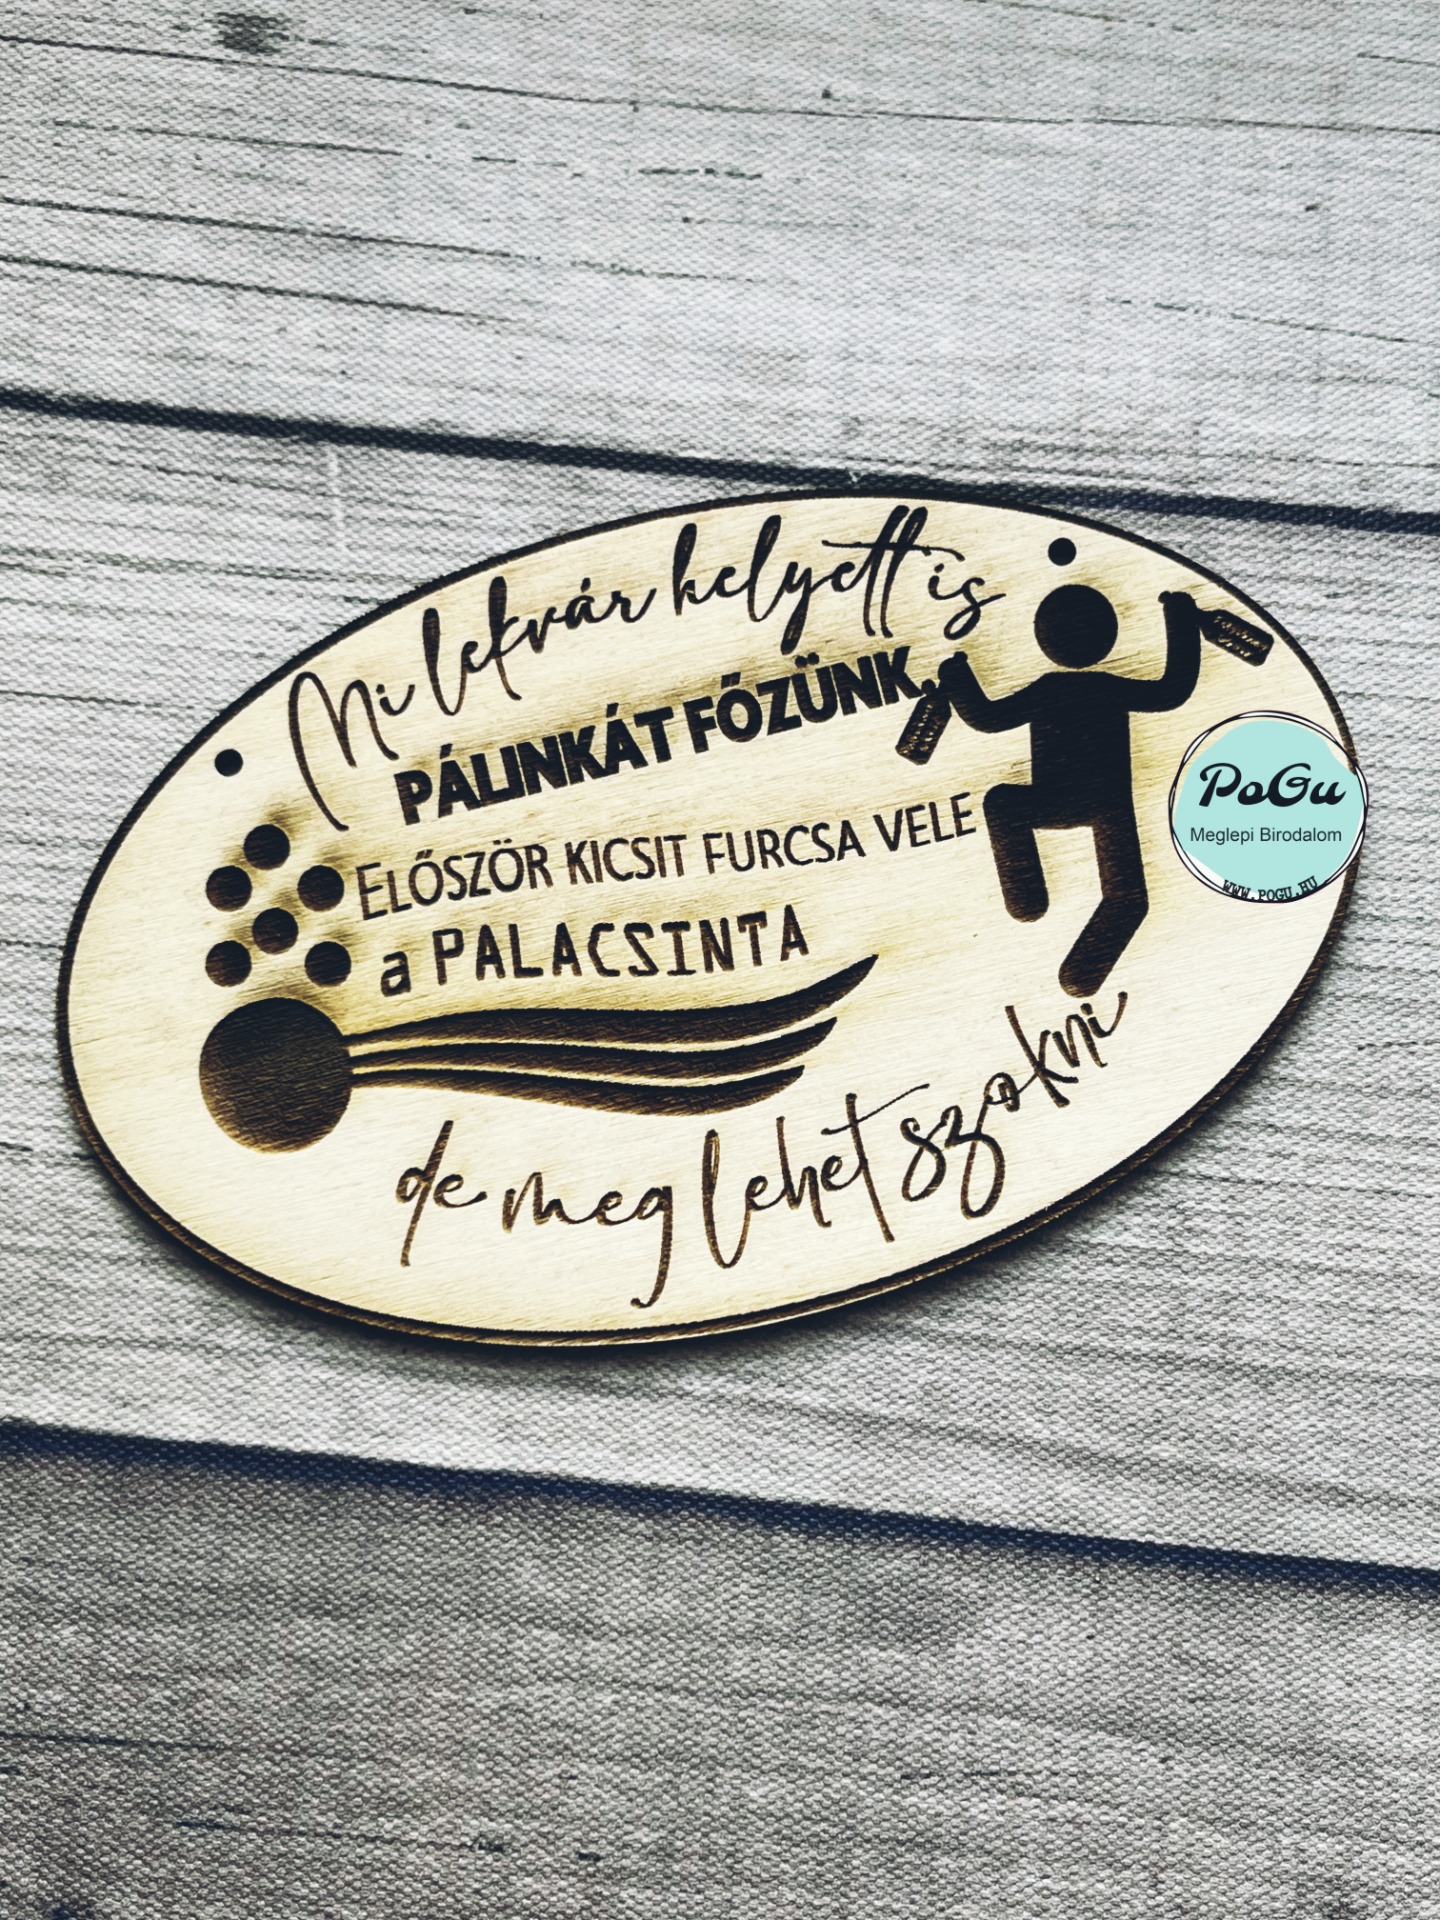 Mi lekvár helyett is
PÁLINKÁT FŐZÜNK.
ELŐSZÖR KICSIT FURCSA VELE
a PALACSINTA
de meg lehet szokni
PoGu
Meglepi Birodalom
WWW.POGU.HU